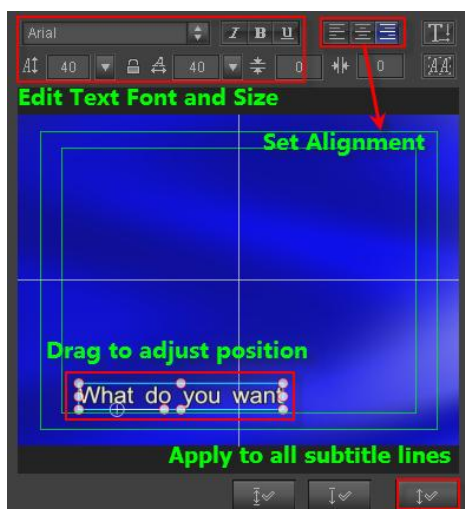 Arial I B U T!
A 40 A 40 0 0 AA
Edit Text Font and Size
Set Alignment
Drag to adjust position
What do you want
Apply to all subtitle lines